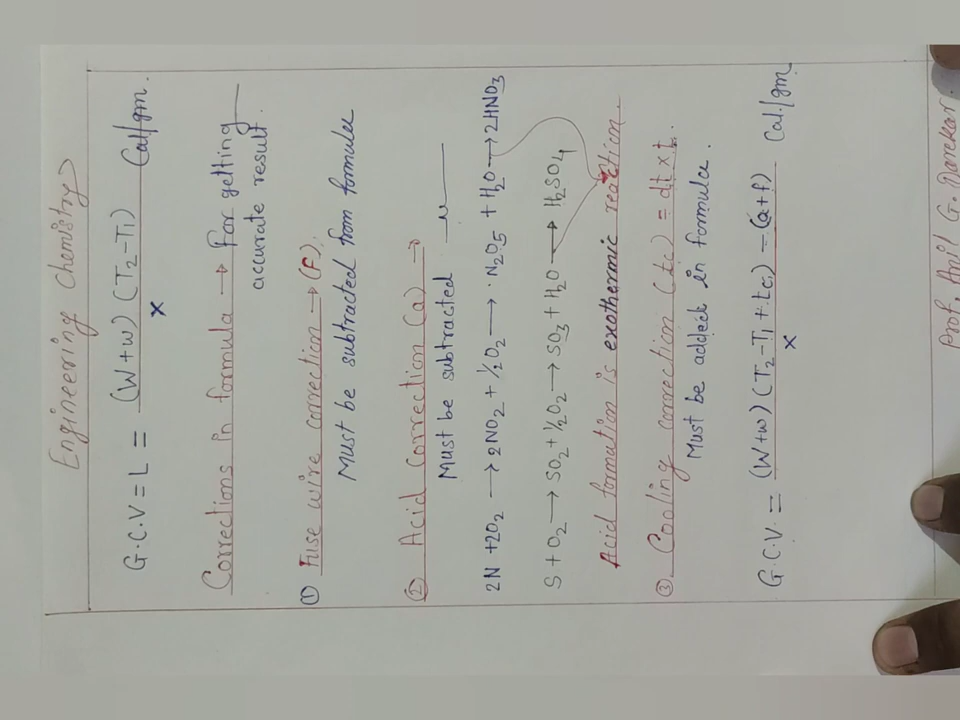 Engineering Chemistry
G.C.V = L = (W+w) (T2-T1) / x Cal/gm.
Corrections In formula → For getting
accurate result.
① Fuse wire correction → (F).
Must be subtracted from formulae
② Acid Correction (a) →
Must be subtracted —"—
2N + 2O2 → 2NO2 + ½O2 → N2O5 + H2O → 2HNO3
S + O2 → SO2 + ½O2 → SO3 + H2O → H2SO4
Acid formation is exothermic reaction.
③ Cooling correction (tc) = dt x t.
Must be added in formula.
G.C.V. = (W+w) (T2-T1 + tc) - (a+f) / x Cal./gm
Prof. Anil G. Darekar